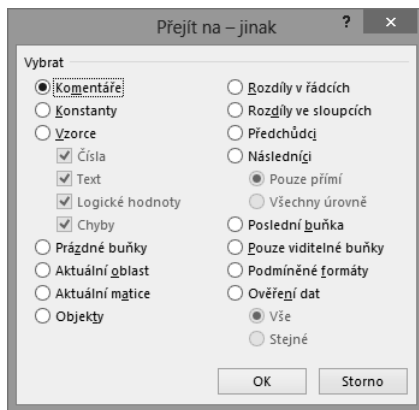 Přejít na – jinak
?
×
Vybrat
Komentáře
Konstanty
Vzorce
Čísla
Text
Logické hodnoty
Chyby
Prázdné buňky
Aktuální oblast
Aktuální matice
Objekty
Rozdíly v řádcích
Rozdíly ve sloupcích
Předchůdci
Následníci
Pouze přímí
Všechny úrovně
Poslední buňka
Pouze viditelné buňky
Podmíněné formáty
Ověření dat
Vše
Stejné
OK
Storno